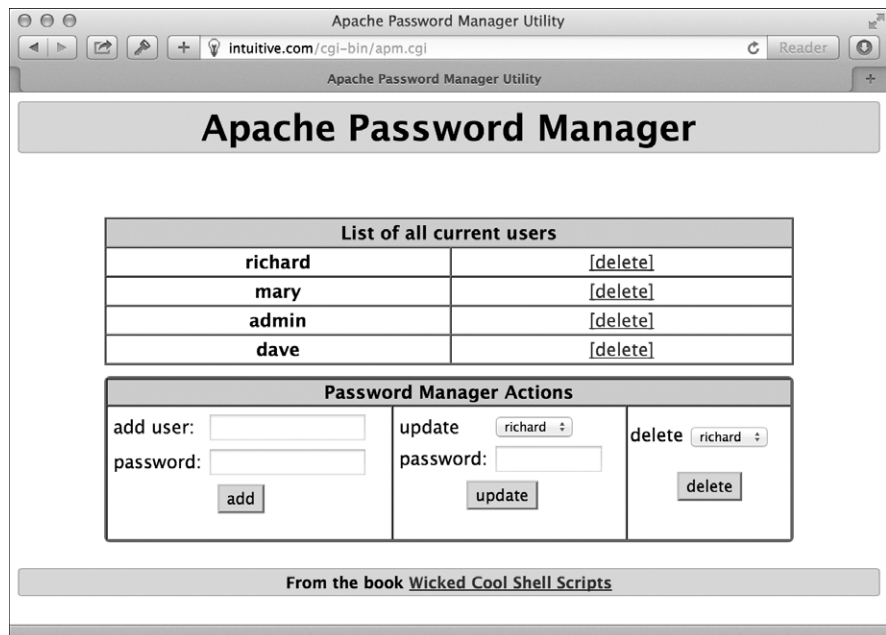 Apache Password Manager Utility
intuitive.com/cgi-bin/apm.cgi
Reader
Apache Password Manager Utility
Apache Password Manager
List of all current users
richard [delete]
mary [delete]
admin [delete]
dave [delete]
Password Manager Actions
add user:
password:
add
update richard
password:
update
delete richard
delete
From the book Wicked Cool Shell Scripts